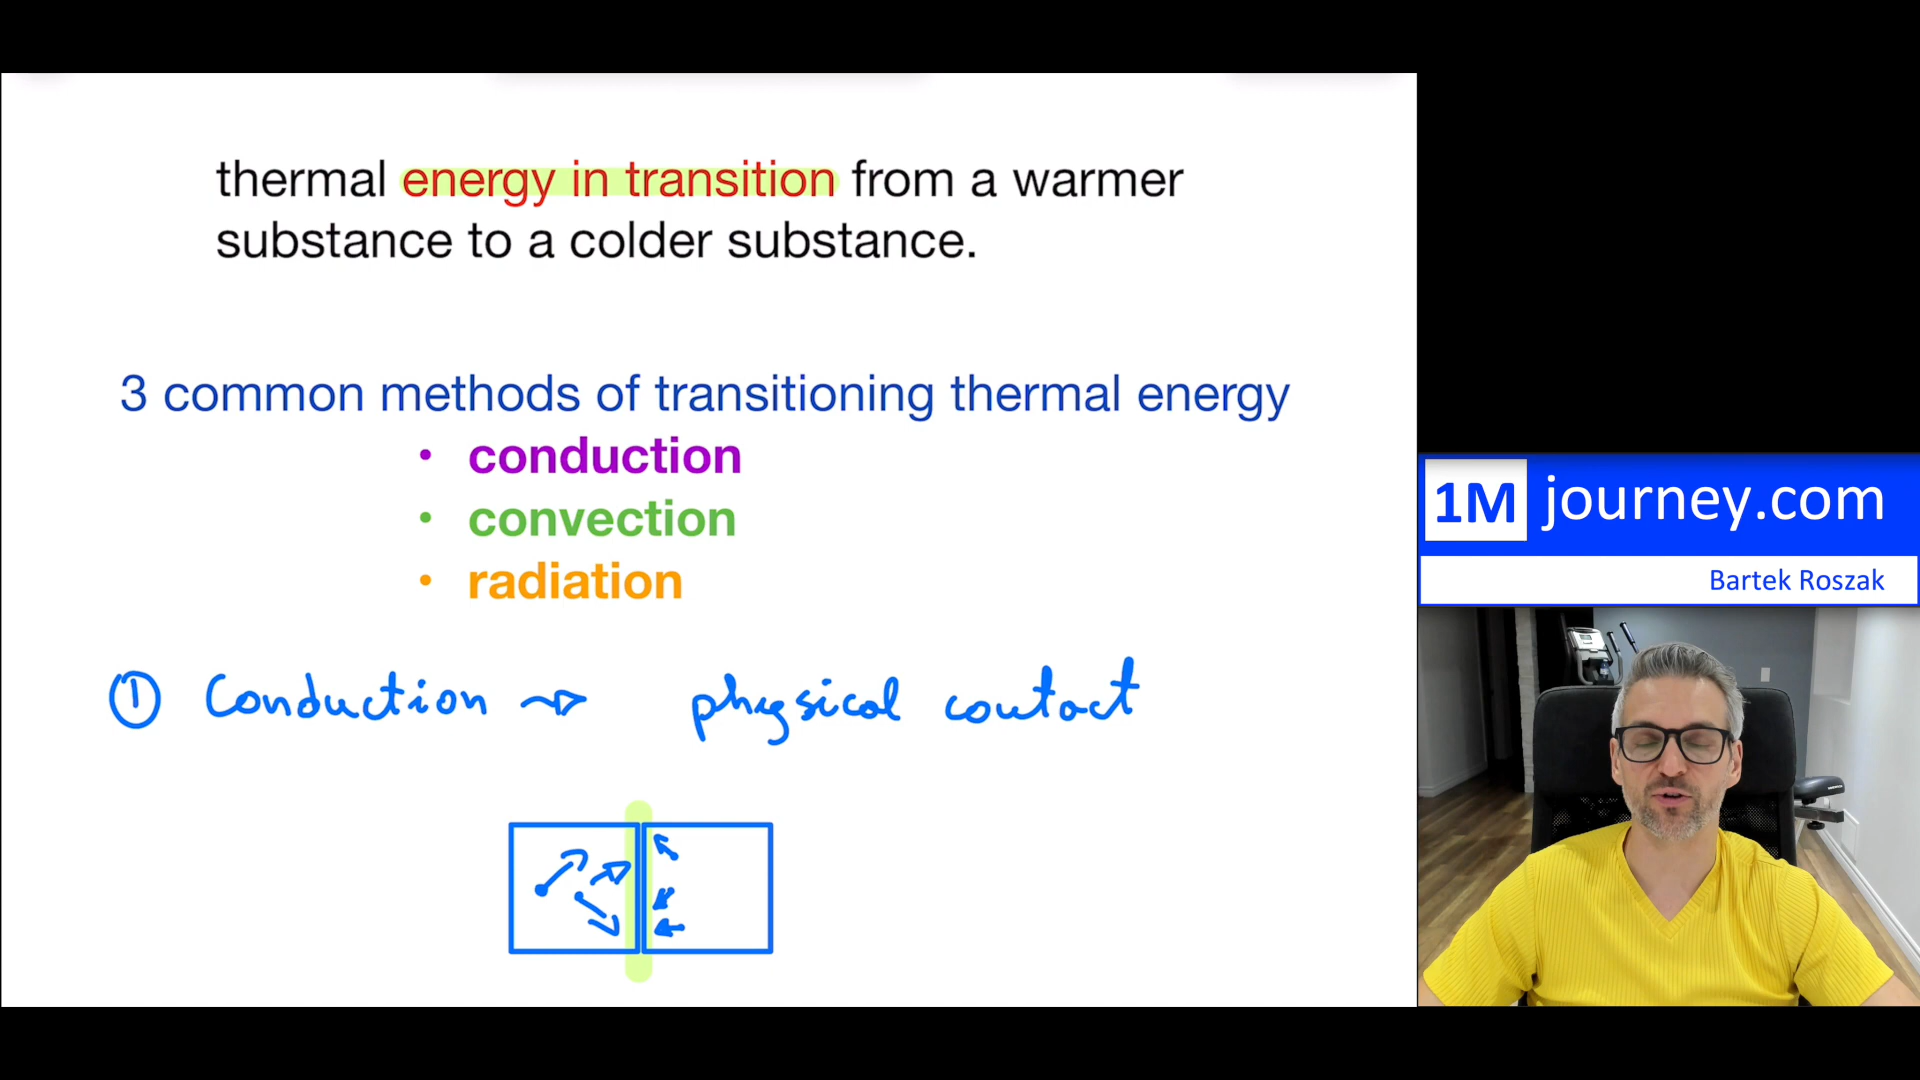 thermal energy in transition from a warmer
substance to a colder substance.
3 common methods of transitioning thermal energy
• conduction
• convection
• radiation
① Conduction ⇝ physical contact
1M journey.com
Bartek Roszak